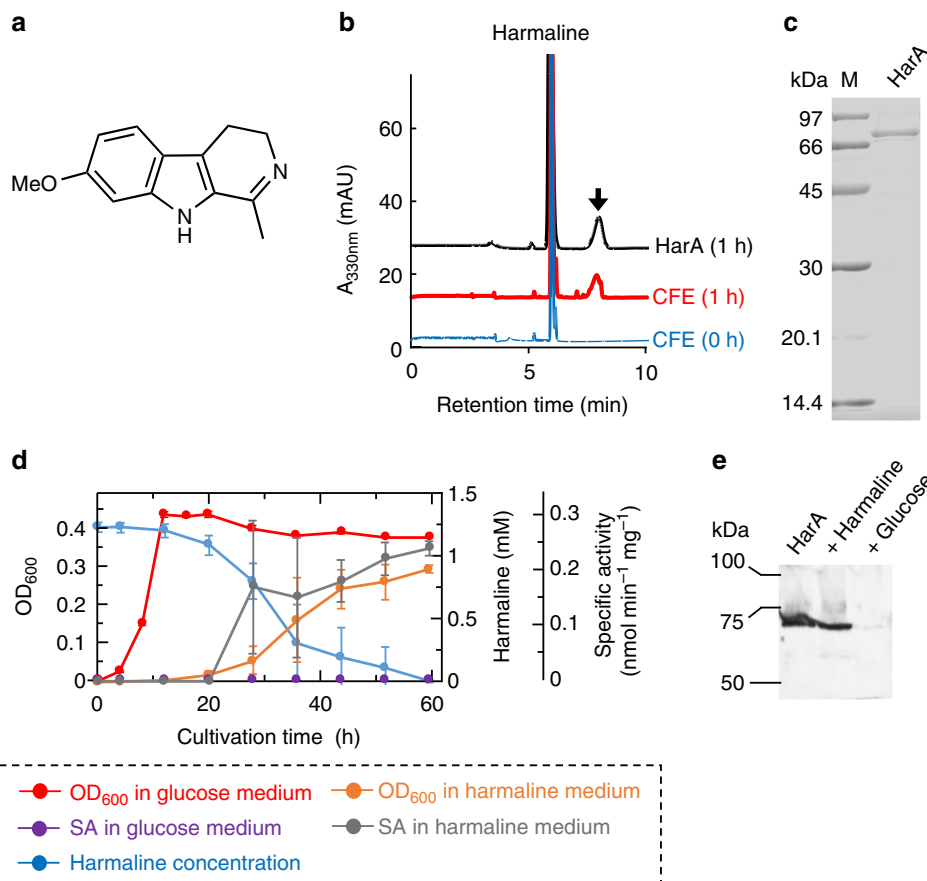 a
MeO
N
N
H
b
Harmaline
60
40
20
0
A330nm (mAU)
HarA (1 h)
CFE (1 h)
CFE (0 h)
0 5 10
Retention time (min)
c
kDa M HarA
97
66
45
30
20.1
14.4
d
OD600
0.4
0.3
0.2
0.1
0
1.5
1
0.5
0
Harmaline (mM)
0.3
0.2
0.1
0
Specific activity
(nmol min−1 mg−1)
0 20 40 60
Cultivation time (h)
OD600 in glucose medium
OD600 in harmaline medium
SA in glucose medium
SA in harmaline medium
Harmaline concentration
e
kDa HarA + Harmaline + Glucose
100
75
50